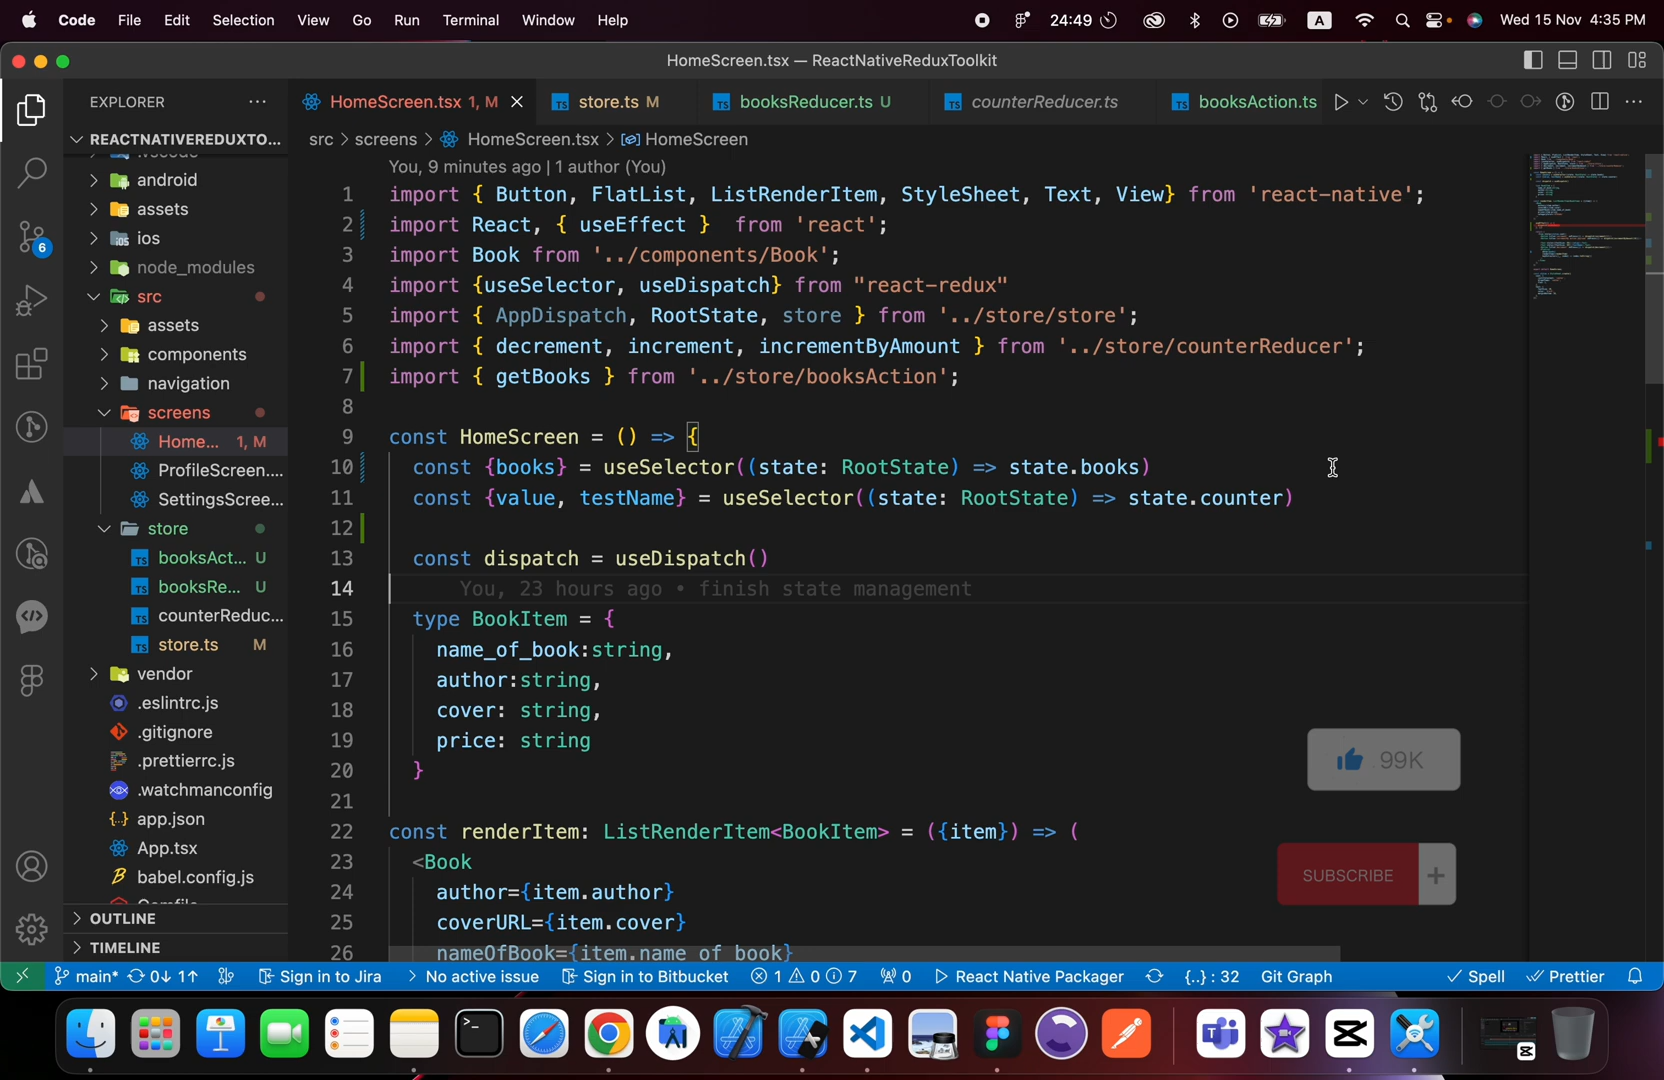 Code File Edit Selection View Go Run Terminal Window Help 24:49 A Wed 15 Nov 4:35 PM
HomeScreen.tsx — ReactNativeReduxToolkit
EXPLORER ···
HomeScreen.tsx 1, M
store.ts M
booksReducer.ts U
counterReducer.ts
booksAction.ts
REACTNATIVEREDUXTO...
src > screens > HomeScreen.tsx > HomeScreen
You, 9 minutes ago | 1 author (You)
.vscode
android
assets
ios
node_modules
src
assets
components
navigation
screens
Home... 1, M
ProfileScreen....
SettingsScree...
store
booksAct... U
booksRe... U
counterReduc...
store.ts M
vendor
.eslintrc.js
.gitignore
.prettierrc.js
.watchmanconfig
app.json
App.tsx
babel.config.js
OUTLINE
TIMELINE
6
1 import { Button, FlatList, ListRenderItem, StyleSheet, Text, View} from 'react-native';
2 import React, { useEffect } from 'react';
3 import Book from '../components/Book';
4 import {useSelector, useDispatch} from "react-redux"
5 import { AppDispatch, RootState, store } from '../store/store';
6 import { decrement, increment, incrementByAmount } from '../store/counterReducer';
7 import { getBooks } from '../store/booksAction';
8
9 const HomeScreen = () => {
10 const {books} = useSelector((state: RootState) => state.books)
11 const {value, testName} = useSelector((state: RootState) => state.counter)
12
13 const dispatch = useDispatch()
14 You, 23 hours ago • finish state management
15 type BookItem = {
16 name_of_book:string,
17 author:string,
18 cover: string,
19 price: string
20 }
21
22 const renderItem: ListRenderItem<BookItem> = ({item}) => (
23 <Book
24 author={item.author}
25 coverURL={item.cover}
26 nameOfBook={item.name_of_book}
99K
SUBSCRIBE +
main* 0↓ 1↑ Sign in to Jira > No active issue Sign in to Bitbucket 1 0 7 0 React Native Packager {..} : 32 Git Graph Spell Prettier